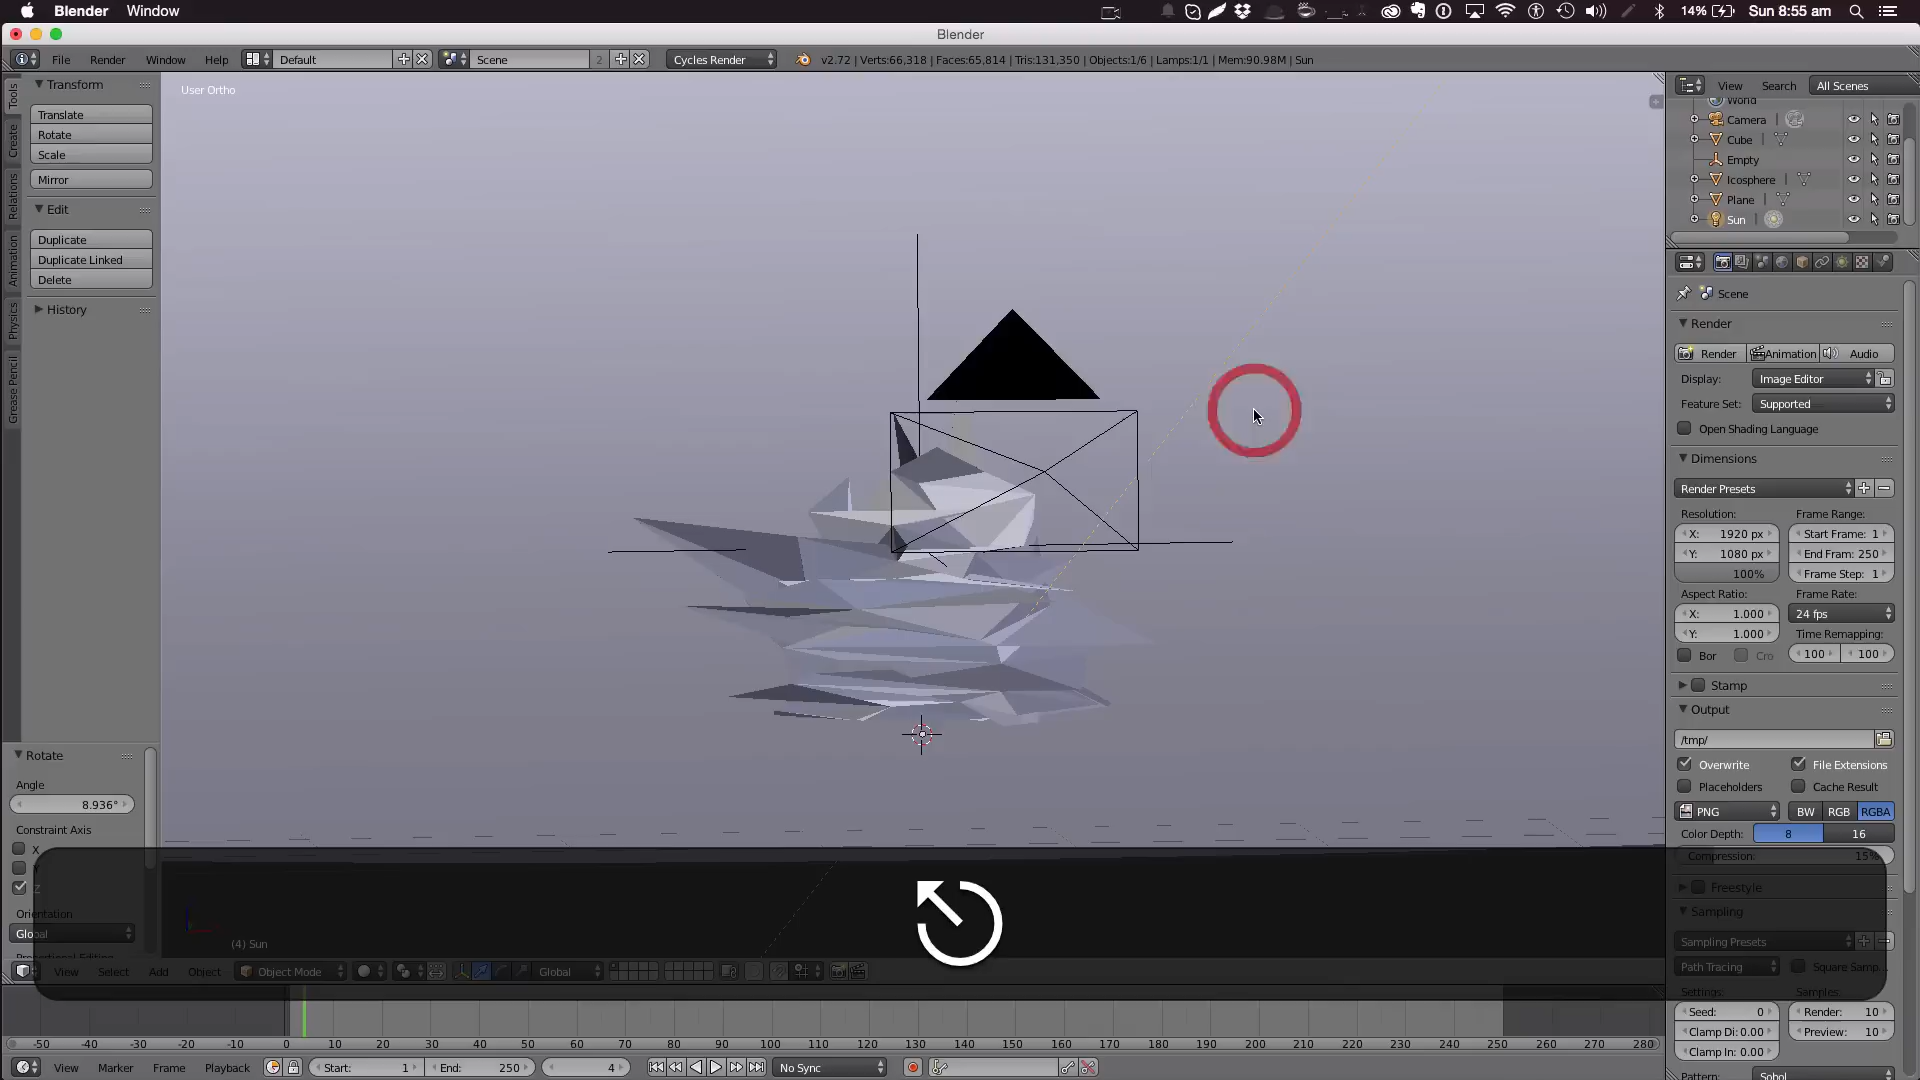 Blender Window
14% Sun 8:55 am
Blender
File Render Window Help Default Scene 2 Cycles Render v2.72 | Verts:66,318 | Faces:65,814 | Tris:131,350 | Objects:1/6 | Lamps:1/1 | Mem:90.98M | Sun
Tools
Create
Relations
Animation
Physics
Grease Pencil
Transform
Translate
Rotate
Scale
Mirror
Edit
Duplicate
Duplicate Linked
Delete
History
User Ortho
View Search All Scenes
World
Camera
Cube
Empty
Icosphere
Plane
Sun
Scene
Render
Render Animation Audio
Display: Image Editor
Feature Set: Supported
Open Shading Language
Dimensions
Render Presets
Resolution: Frame Range:
X: 1920 px Start Frame: 1
Y: 1080 px End Fram: 250
100% Frame Step: 1
Aspect Ratio: Frame Rate:
X: 1.000 24 fps
Y: 1.000 Time Remapping:
Bor Cro 100 100
Stamp
Output
/tmp/
Overwrite File Extensions
Placeholders Cache Result
PNG BW RGB RGBA
Color Depth: 8 16
Compression: 15%
Freestyle
Sampling
Sampling Presets
Path Tracing Square Samp...
Settings: Samples:
Seed: 0 Render: 10
Clamp Di: 0.00 Preview: 10
Clamp In: 0.00
Pattern: Sobol
Rotate
Angle
8.936°
Constraint Axis
X
Y
Z
Orientation
Global
(4) Sun
View Select Add Object Object Mode Global
-50 -40 -30 -20 -10 0 10 20 30 40 50 60 70 80 90 100 110 120 130 140 150 160 170 180 190 200 210 220 230 240 250 260 270 280
View Marker Frame Playback Start: 1 End: 250 4 No Sync